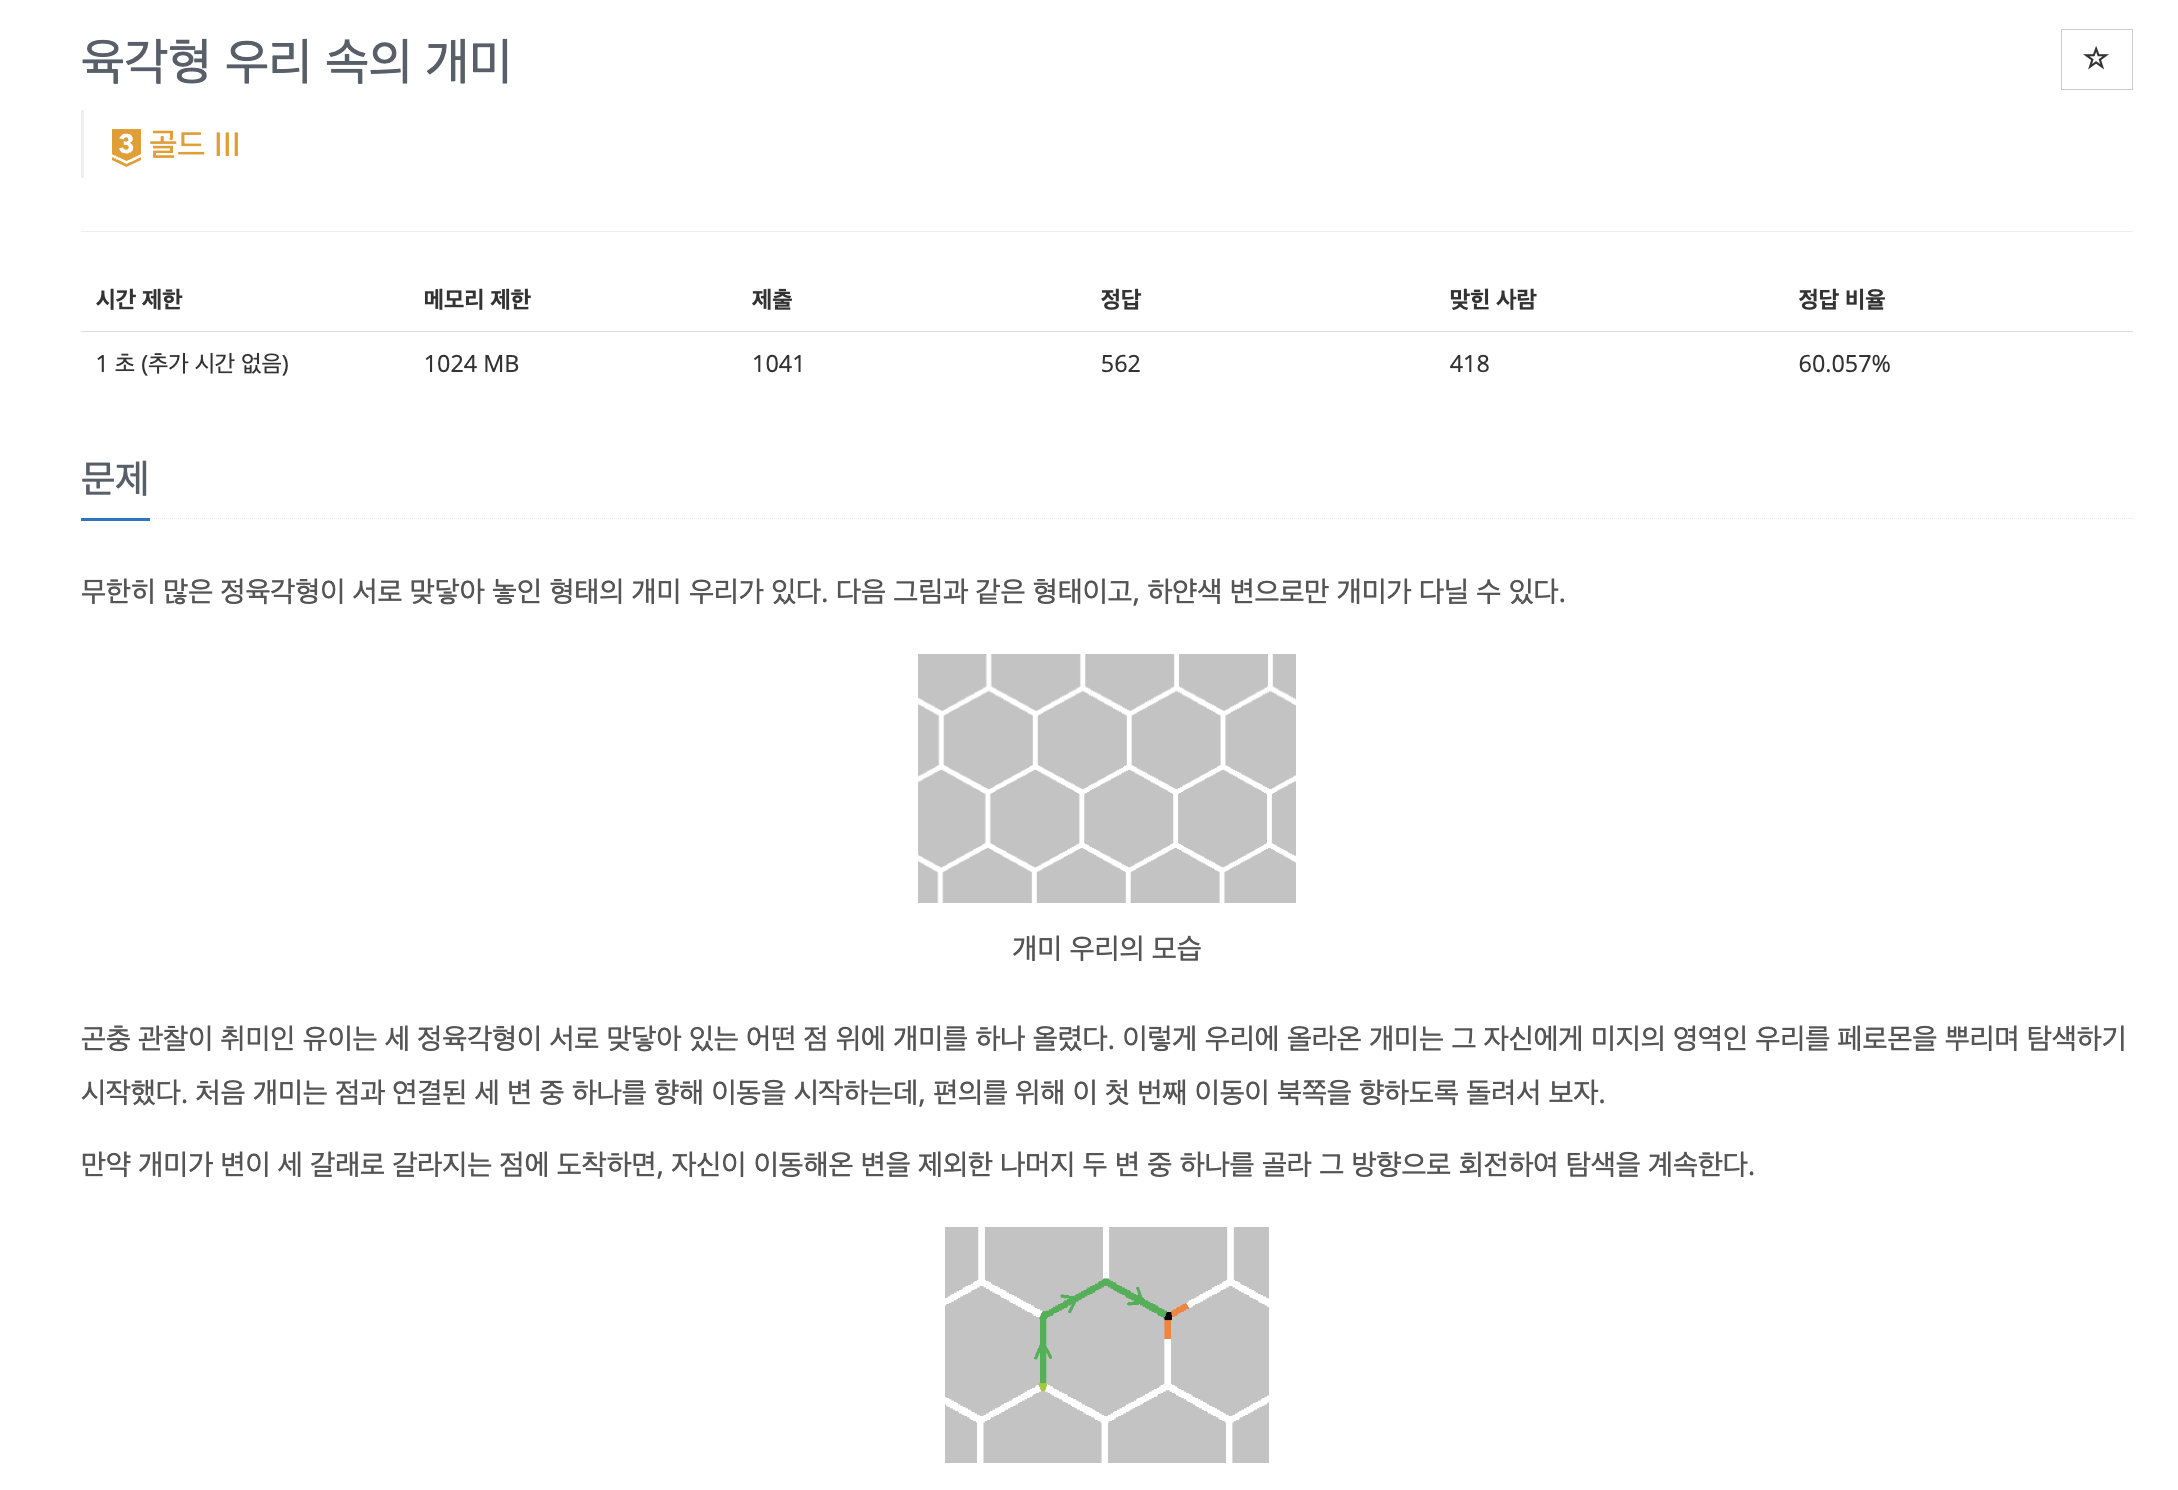 육각형 우리 속의 개미
☆
3 골드 III
시간 제한 메모리 제한 제출 정답 맞힌 사람 정답 비율
1 초 (추가 시간 없음) 1024 MB 1041 562 418 60.057%
문제
무한히 많은 정육각형이 서로 맞닿아 놓인 형태의 개미 우리가 있다. 다음 그림과 같은 형태이고, 하얀색 변으로만 개미가 다닐 수 있다.
개미 우리의 모습
곤충 관찰이 취미인 유이는 세 정육각형이 서로 맞닿아 있는 어떤 점 위에 개미를 하나 올렸다. 이렇게 우리에 올라온 개미는 그 자신에게 미지의 영역인 우리를 페로몬을 뿌리며 탐색하기
시작했다. 처음 개미는 점과 연결된 세 변 중 하나를 향해 이동을 시작하는데, 편의를 위해 이 첫 번째 이동이 북쪽을 향하도록 돌려서 보자.
만약 개미가 변이 세 갈래로 갈라지는 점에 도착하면, 자신이 이동해온 변을 제외한 나머지 두 변 중 하나를 골라 그 방향으로 회전하여 탐색을 계속한다.